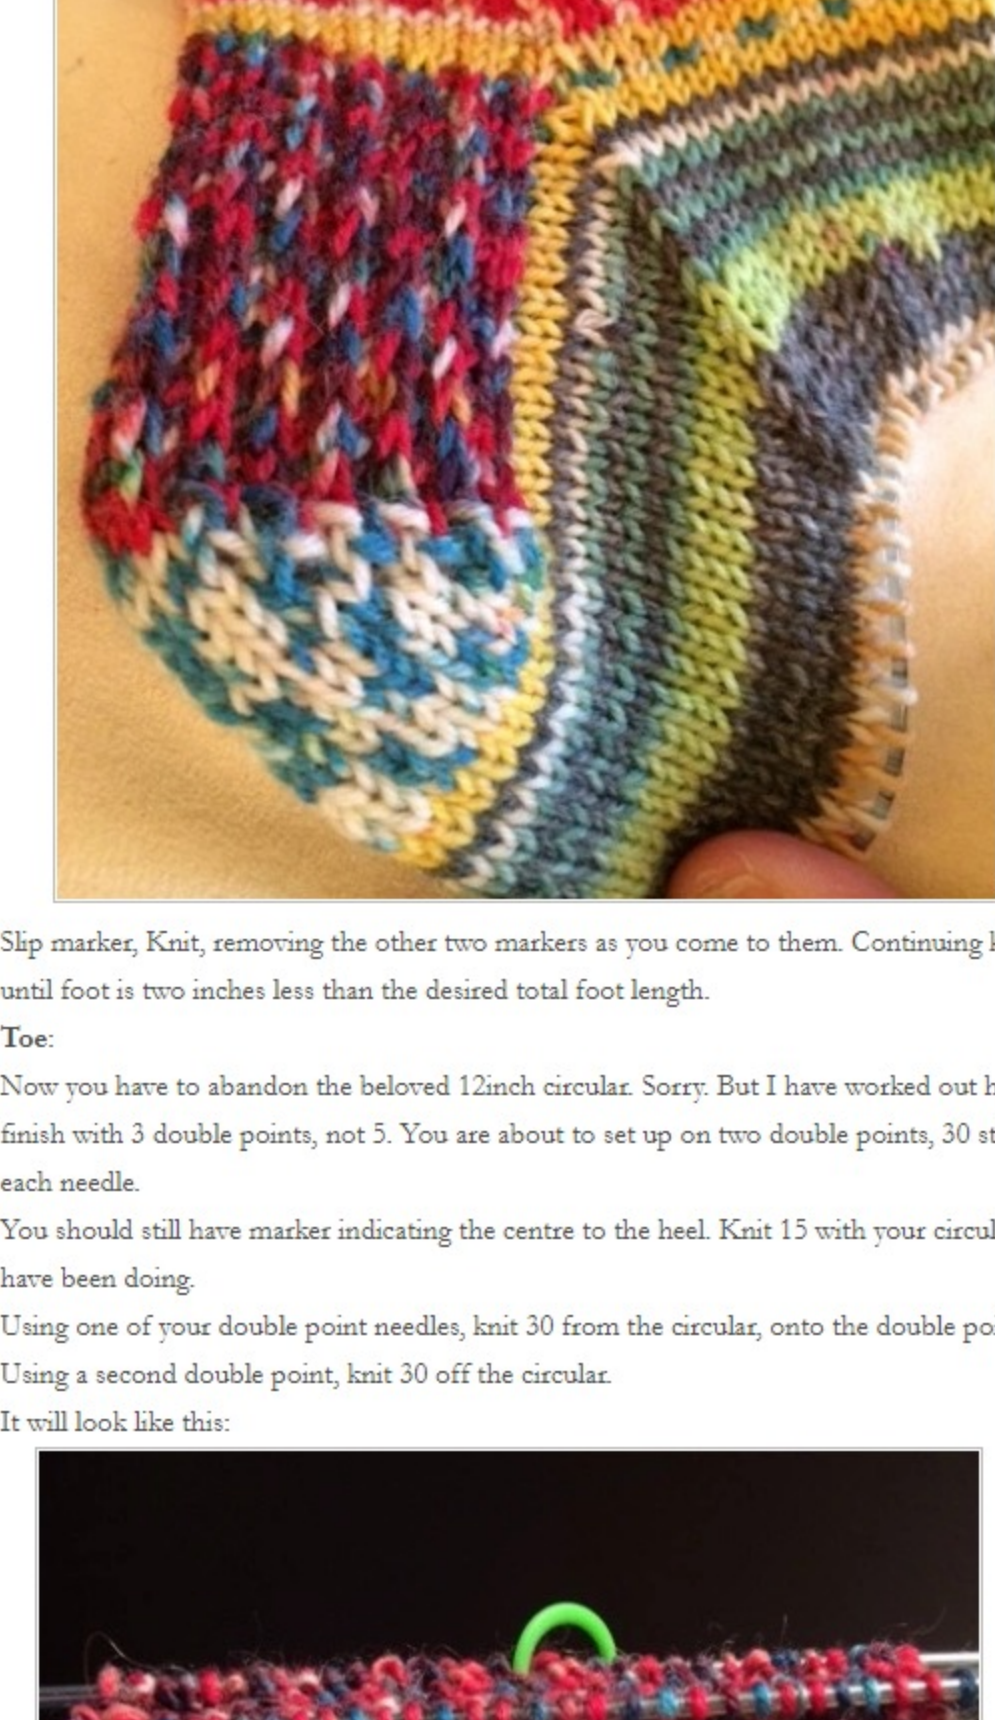 Slip marker, Knit, removing the other two markers as you come to them. Continuing
until foot is two inches less than the desired total foot length.
Toe:
Now you have to abandon the beloved 12inch circular. Sorry. But I have worked out
finish with 3 double points, not 5. You are about to set up on two double points, 30
each needle.
You should still have marker indicating the centre to the heel. Knit 15 with your
have been doing.
Using one of your double point needles, knit 30 from the circular, onto the double
Using a second double point, knit 30 off the circular.
It will look like this: